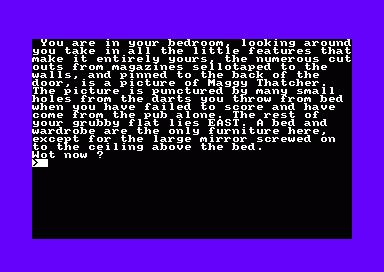 You are in your bedroom, looking around
you take in all the little features that
make it entirely yours, the numerous cut
outs from magazines sellotaped to the
walls, and pinned to the back of the
door, is a picture of Maggy Thatcher.
The picture is punctured by many small
holes from the darts you throw from bed
when you have failed to score and have
come from the pub alone. The rest of
your grubby flat lies EAST. A bed and
wardrobe are the only furniture here,
except for the large mirror screwed on
to the ceiling above the bed.
Wot now ?
>